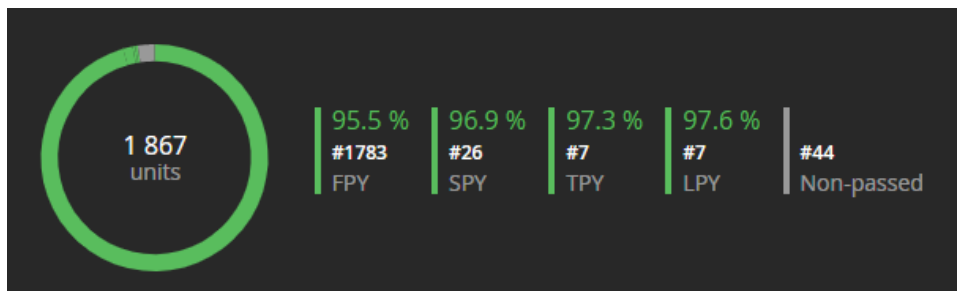 1 867
units
95.5 %
#1783
FPY
96.9 %
#26
SPY
97.3 %
#7
TPY
97.6 %
#7
LPY
#44
Non-passed